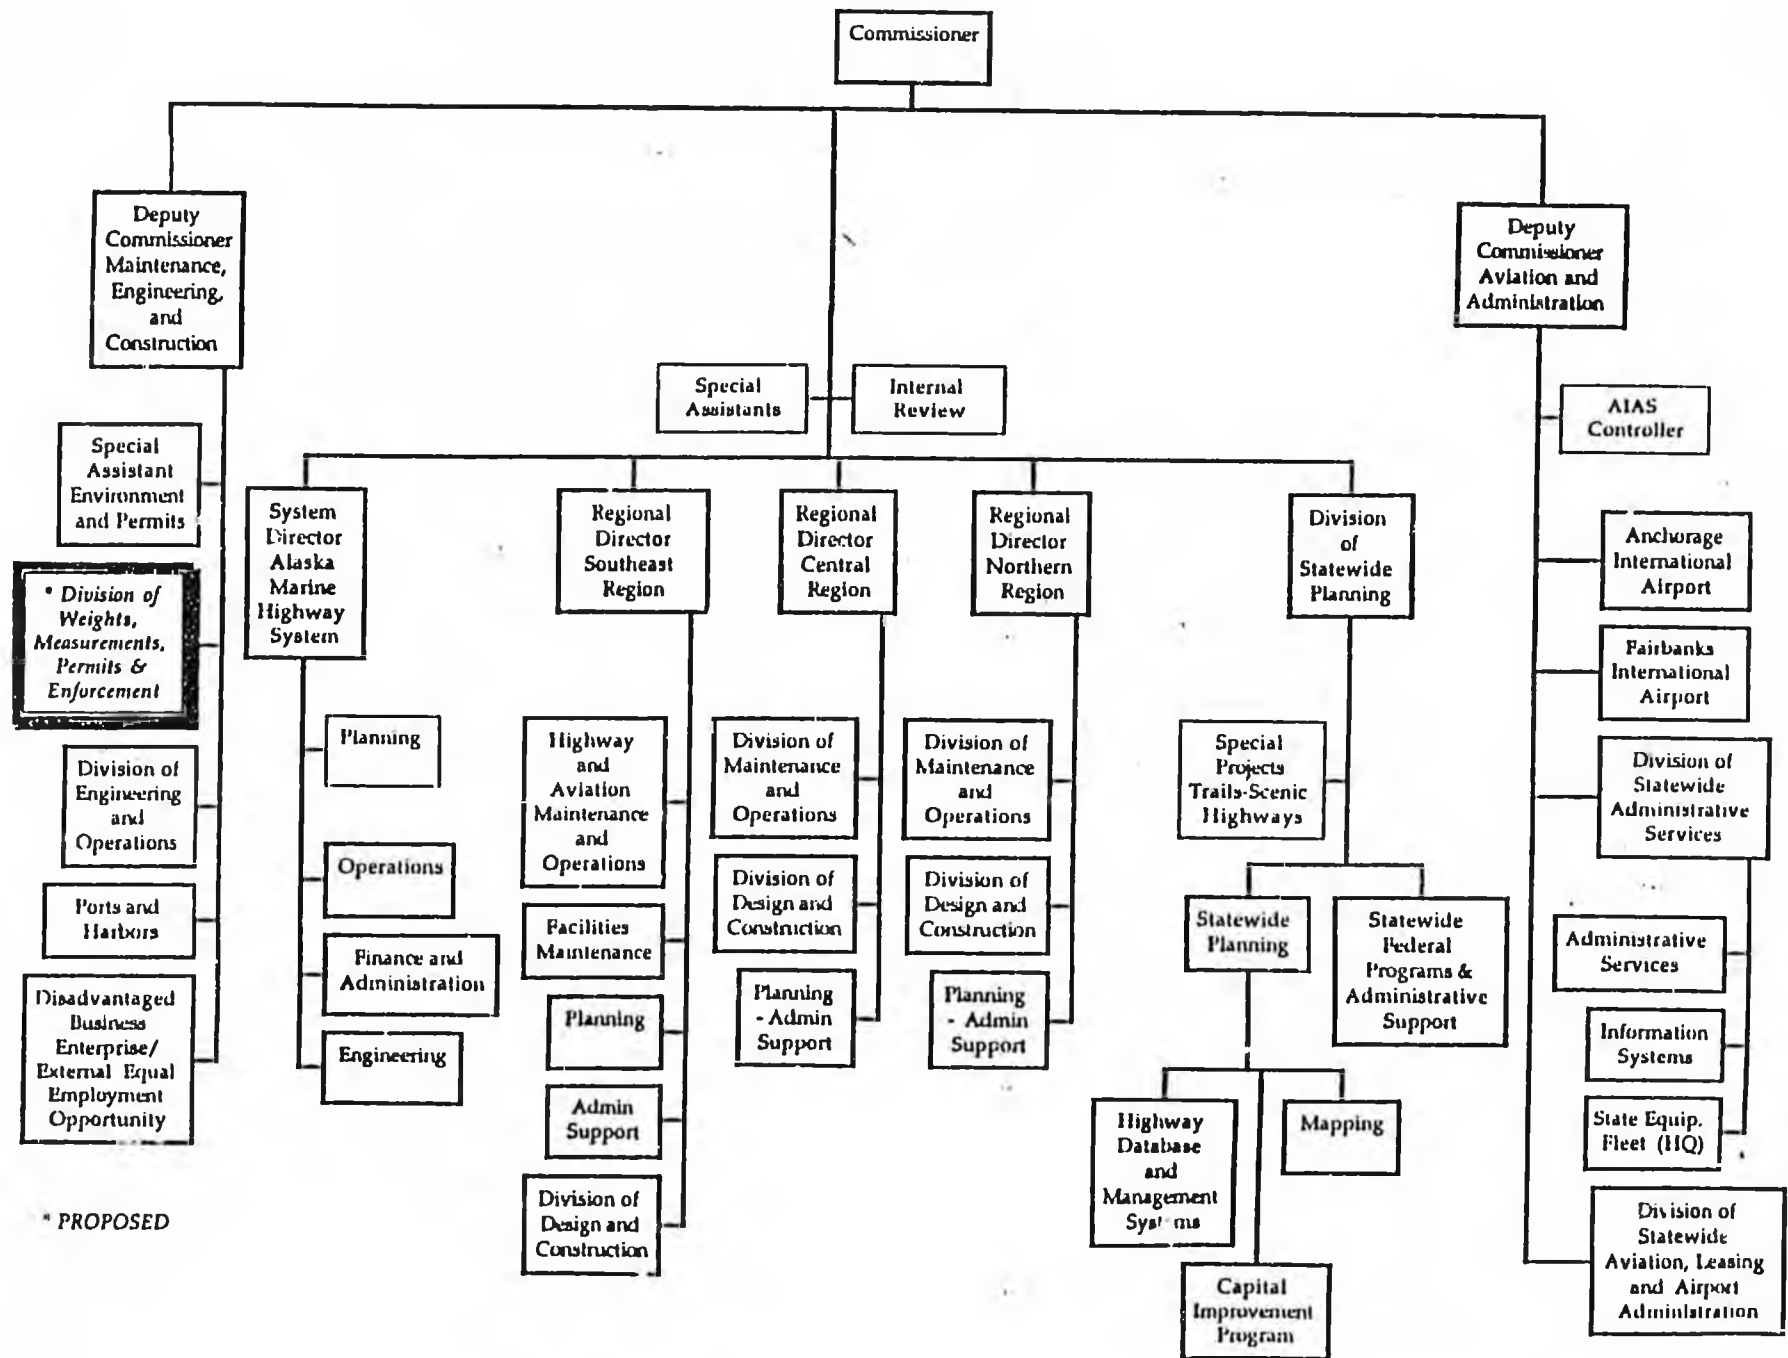 Commissioner
Deputy
Commissioner
Maintenance,
Engineering,
and
Construction
Deputy
Commissioner
Aviation and
Administration
Special
Assistants
Internal
Review
Special
Assistant
Environment
and Permits
* Division of
Weights,
Measurements,
Permits &
Enforcement
Division of
Engineering
and
Operations
Ports and
Harbors
Disadvantaged
Business
Enterprise/
External Equal
Employment
Opportunity
* PROPOSED
System
Director
Alaska
Marine
Highway
System
Planning
Operations
Finance and
Administration
Engineering
Regional
Director
Southeast
Region
Highway
and
Aviation
Maintenance
and
Operations
Facilities
Maintenance
Planning
Admin
Support
Division of
Design and
Construction
Regional
Director
Central
Region
Division of
Maintenance
and
Operations
Division of
Design and
Construction
Planning
- Admin
Support
Regional
Director
Northern
Region
Division of
Maintenance
and
Operations
Division of
Design and
Construction
Planning
- Admin
Support
Division
of
Statewide
Planning
Special
Projects
Trails-Scenic
Highways
Statewide
Planning
Statewide
Federal
Programs &
Administrative
Support
Highway
Database
and
Management
Systems
Mapping
Capital
Improvement
Program
AIAS
Controller
Anchorage
International
Airport
Fairbanks
International
Airport
Division of
Statewide
Administrative
Services
Administrative
Services
Information
Systems
State Equip.
Fleet (HQ)
Division of
Statewide
Aviation, Leasing
and Airport
Administration